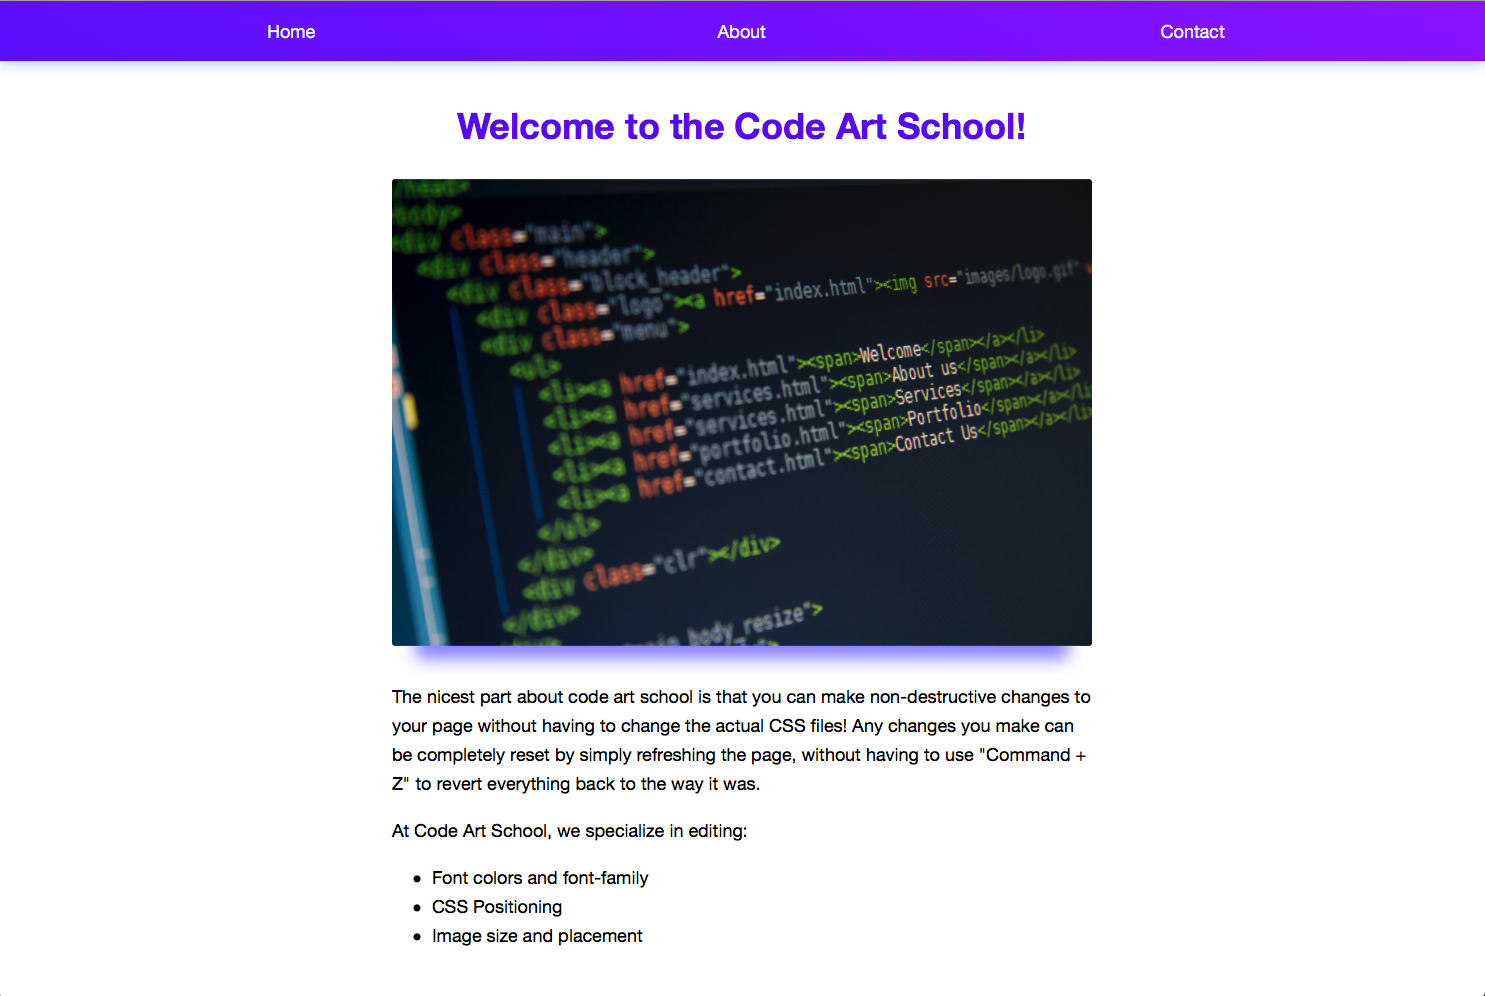 Home About Contact
Welcome to the Code Art School!
</head>
<body>
<div class="main">
<div class="header">
<div class="block_header">
<div class="logo"><a href="index.html"><img src="images/logo.gif"
<div class="menu">
<ul>
<li><a href="index.html"><span>Welcome</span></a></li>
<li><a href="services.html"><span>About us</span></a></li>
<li><a href="services.html"><span>Services</span></a></li>
<li><a href="portfolio.html"><span>Portfolio</span></a></li>
<li><a href="contact.html"><span>Contact Us</span></a></li>
</ul>
</div>
<div class="clr"></div>
</div>
body_resize">
The nicest part about code art school is that you can make non-destructive changes to
your page without having to change the actual CSS files! Any changes you make can
be completely reset by simply refreshing the page, without having to use "Command +
Z" to revert everything back to the way it was.
At Code Art School, we specialize in editing:
• Font colors and font-family
• CSS Positioning
• Image size and placement